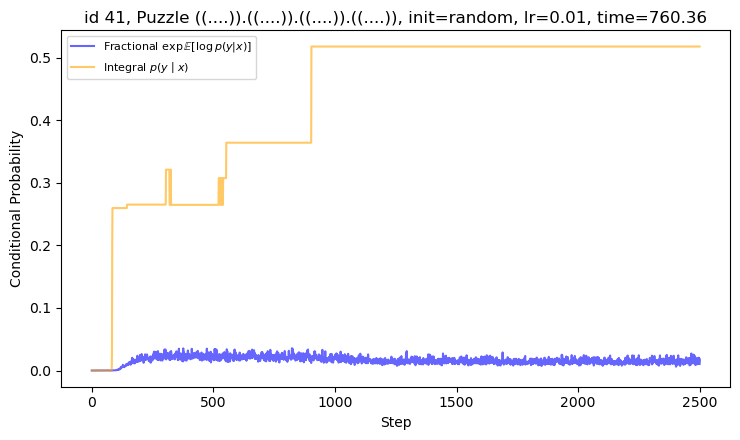 id 41, Puzzle ((....)).((....)).((....)).((....)), init=random, lr=0.01, time=760.36
Fractional exp𝔼[log p(y|x)]
Integral p(y | x)
Conditional Probability
0.5
0.4
0.3
0.2
0.1
0.0
0 500 1000 1500 2000 2500
Step